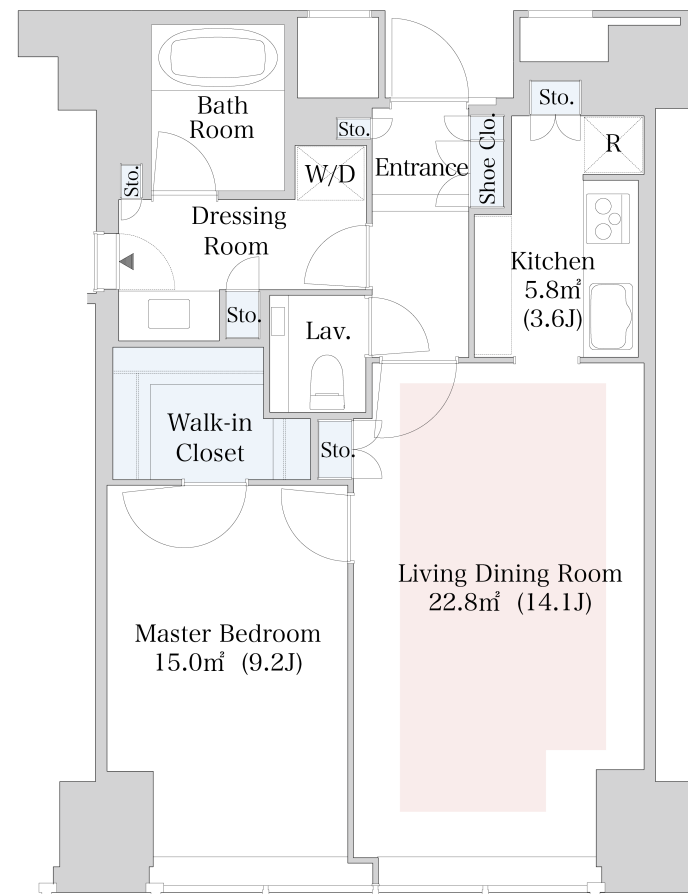 Bath
Room
Sto.
Sto.
W/D
Entrance
Shoe Clo.
Sto.
R
Sto.
Dressing
Room
Kitchen
5.8㎡
(3.6J)
Sto.
Lav.
Walk-in
Closet
Sto.
Living Dining Room
22.8㎡ (14.1J)
Master Bedroom
15.0㎡ (9.2J)